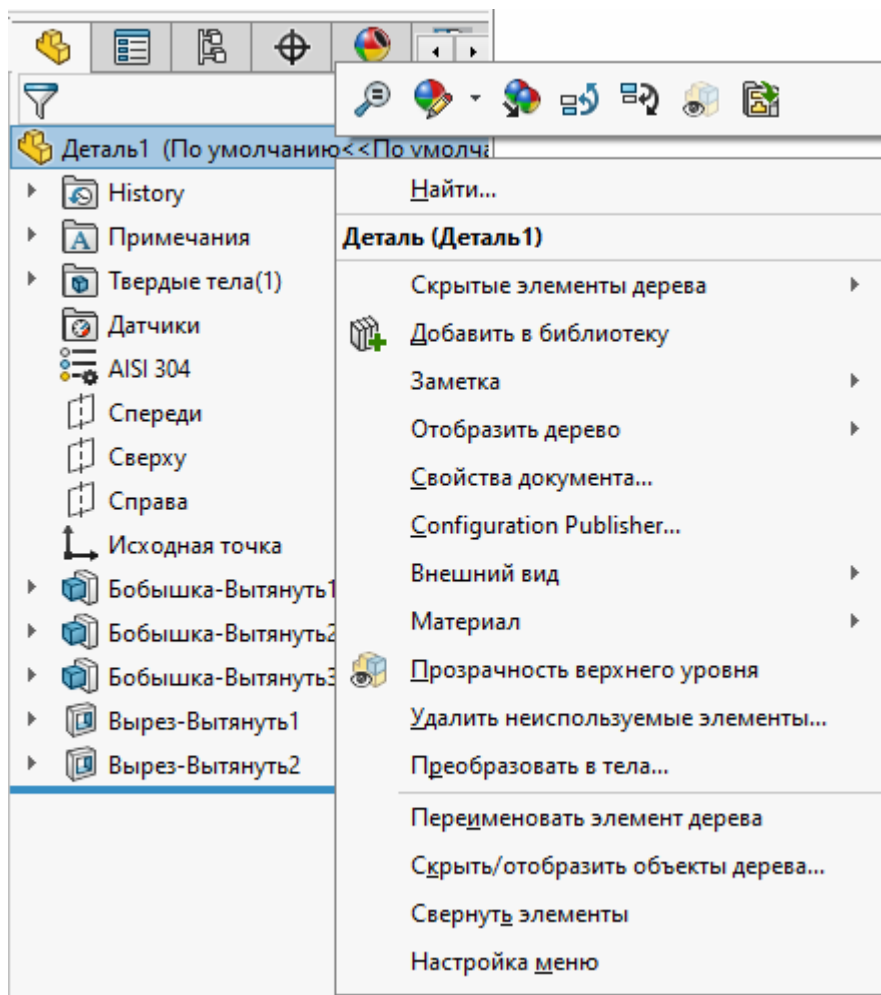 Деталь1 (По умолчанию<<По умолча
History
Примечания
Твердые тела(1)
Датчики
AISI 304
Спереди
Сверху
Справа
Исходная точка
Бобышка-Вытянуть1
Бобышка-Вытянуть2
Бобышка-Вытянуть3
Вырез-Вытянуть1
Вырез-Вытянуть2
Найти...
Деталь (Деталь1)
Скрытые элементы дерева
Добавить в библиотеку
Заметка
Отобразить дерево
Свойства документа...
Configuration Publisher...
Внешний вид
Материал
Прозрачность верхнего уровня
Удалить неиспользуемые элементы...
Преобразовать в тела...
Переименовать элемент дерева
Скрыть/отобразить объекты дерева...
Свернуть элементы
Настройка меню